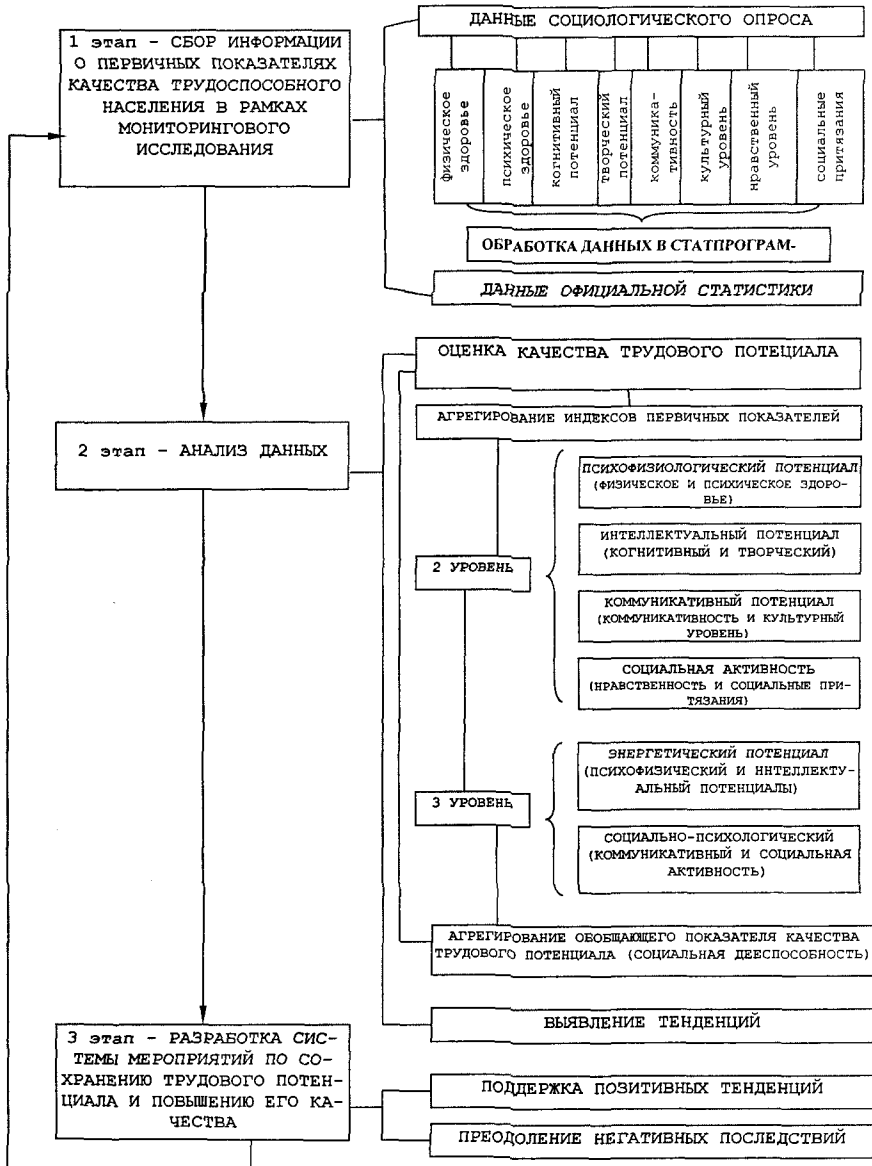 1 этап – СБОР ИНФОРМАЦИИ
О ПЕРВИЧНЫХ ПОКАЗАТЕЛЯХ
КАЧЕСТВА ТРУДОСПОСОБНОГО
НАСЕЛЕНИЯ В РАМКАХ
МОНИТОРИНГОВОГО
ИССЛЕДОВАНИЯ
ДАННЫЕ СОЦИОЛОГИЧЕСКОГО ОПРОСА
физическое
здоровье
психическое
здоровье
когнитивный
потенциал
творческий
потенциал
коммуника-
тивность
культурный
уровень
нравственный
уровень
социальные
притязания
ОБРАБОТКА ДАННЫХ В СТАТПРОГРАМ-
ДАННЫЕ ОФИЦИАЛЬНОЙ СТАТИСТИКИ
2 этап – АНАЛИЗ ДАННЫХ
ОЦЕНКА КАЧЕСТВА ТРУДОВОГО ПОТЕЦИАЛА
АГРЕГИРОВАНИЕ ИНДЕКСОВ ПЕРВИЧНЫХ ПОКАЗАТЕЛЕЙ
2 УРОВЕНЬ
ПСИХОФИЗИОЛОГИЧЕСКИЙ ПОТЕНЦИАЛ
(ФИЗИЧЕСКОЕ И ПСИХИЧЕСКОЕ ЗДОРО-
ВЬЕ)
ИНТЕЛЛЕКТУАЛЬНЫЙ ПОТЕНЦИАЛ
(КОГНИТИВНЫЙ И ТВОРЧЕСКИЙ)
КОММУНИКАТИВНЫЙ ПОТЕНЦИАЛ
(КОММУНИКАТИВНОСТЬ И КУЛЬТУРНЫЙ
УРОВЕНЬ)
СОЦИАЛЬНАЯ АКТИВНОСТЬ
(НРАВСТВЕННОСТЬ И СОЦИАЛЬНЫЕ ПРИ-
ТЯЗАНИЯ)
3 УРОВЕНЬ
ЭНЕРГЕТИЧЕСКИЙ ПОТЕНЦИАЛ
(ПСИХОФИЗИЧЕСКИЙ И ННТЕЛЛЕКТУ-
АЛЬНЫЙ ПОТЕНЦИАЛЫ)
СОЦИАЛЬНО-ПСИХОЛОГИЧЕСКИЙ
(КОММУНИКАТИВНЫЙ И СОЦИАЛЬНАЯ
АКТИВНОСТЬ)
АГРЕГИРОВАНИЕ ОБОБЩАЮЩЕГО ПОКАЗАТЕЛЯ КАЧЕСТВА
ТРУДОВОГО ПОТЕНЦИАЛА (СОЦИАЛЬНАЯ ДЕЕСПОСОБНОСТЬ)
ВЫЯВЛЕНИЕ ТЕНДЕНЦИЙ
3 этап – РАЗРАБОТКА СИС-
ТЕМЫ МЕРОПРИЯТИЙ ПО СО-
ХРАНЕНИЮ ТРУДОВОГО ПОТЕН-
ЦИАЛА И ПОВЫШЕНИЮ ЕГО КА-
ЧЕСТВА
ПОДДЕРЖКА ПОЗИТИВНЫХ ТЕНДЕНЦИЙ
ПРЕОДОЛЕНИЕ НЕГАТИВНЫХ ПОСЛЕДСТВИЙ